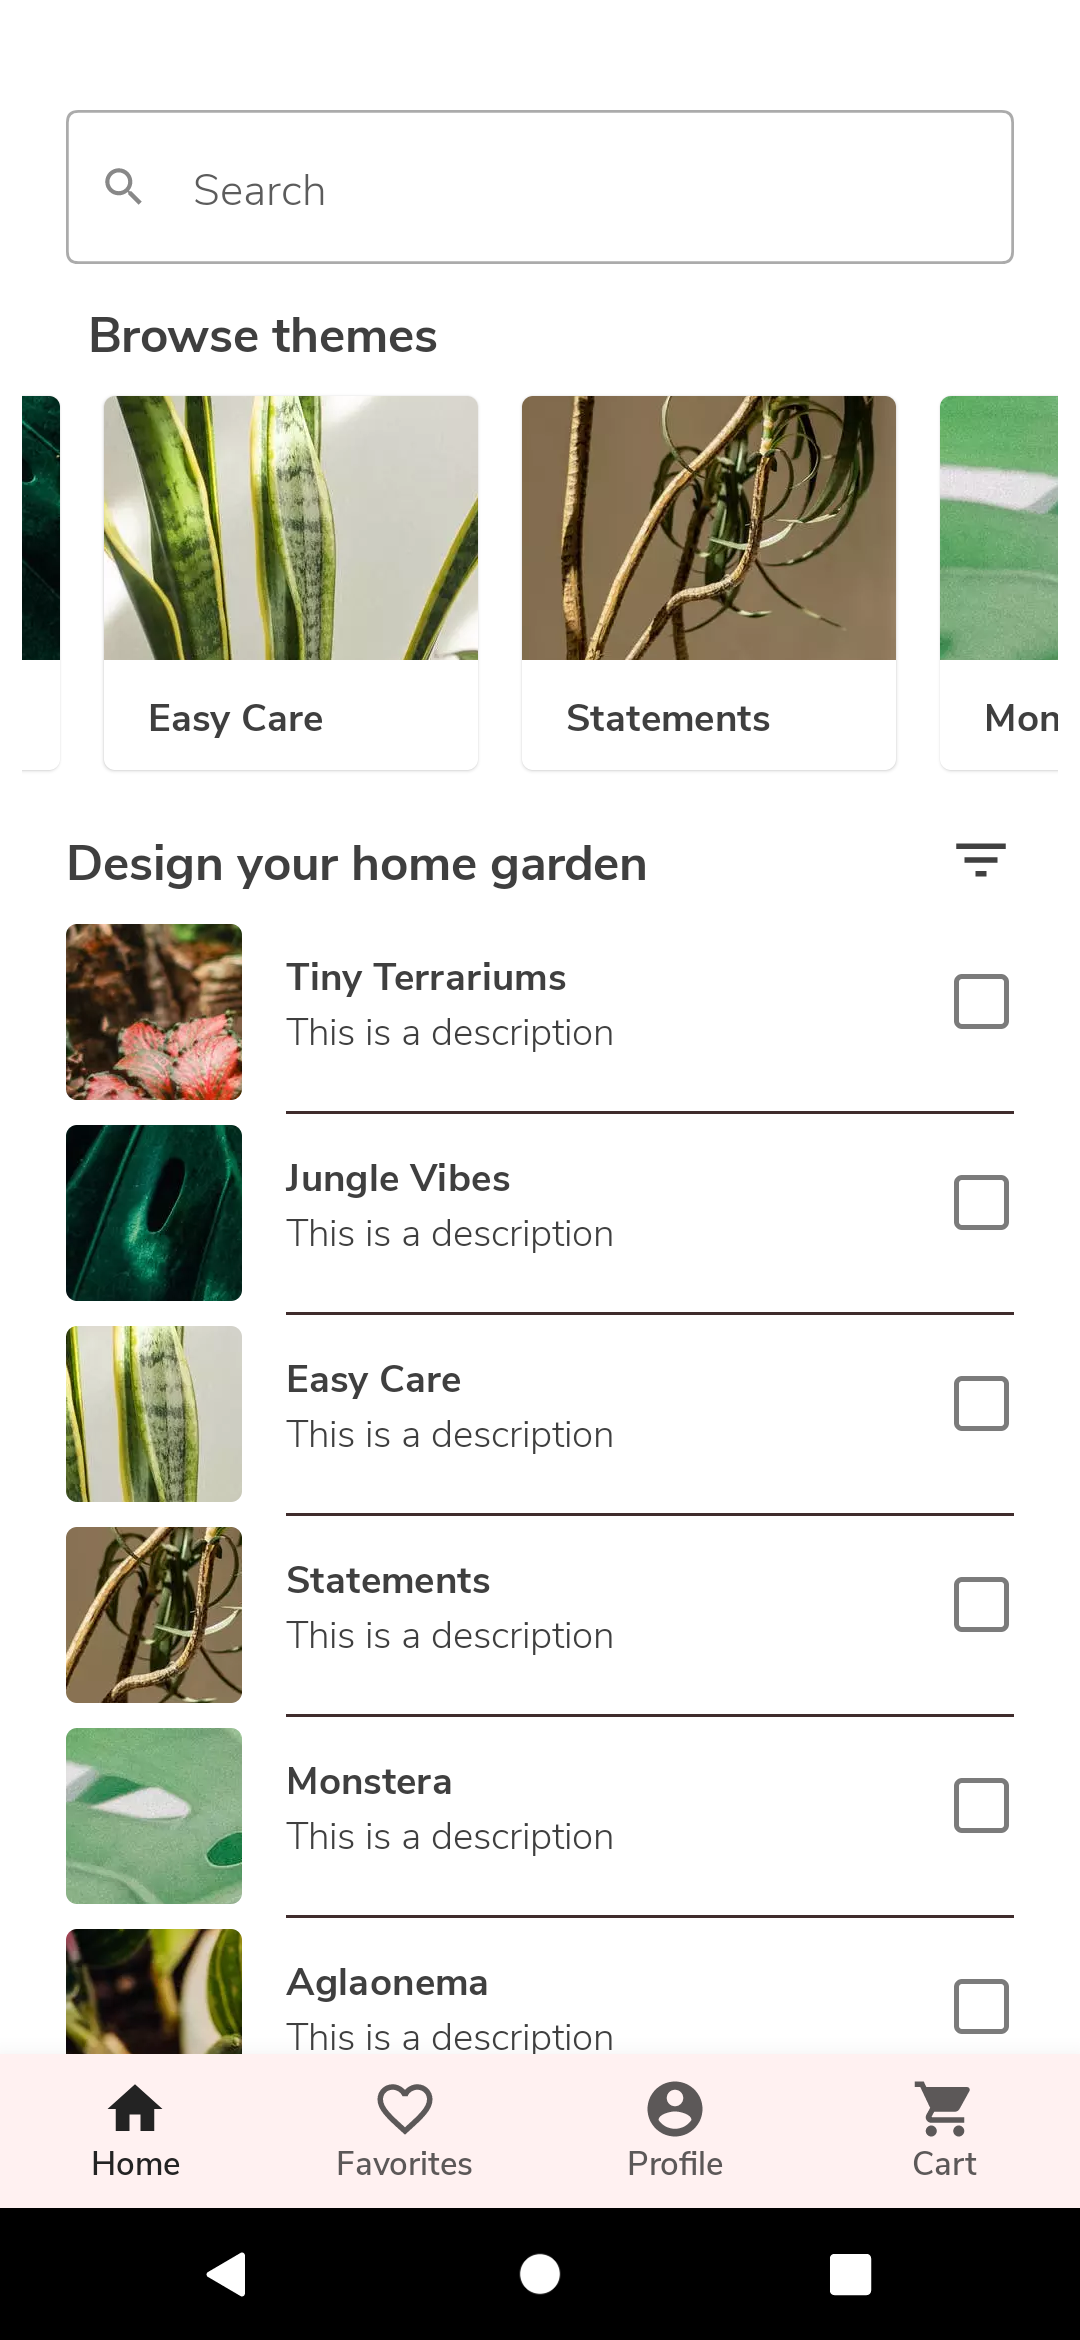 Search
Browse themes
Easy Care
Statements
Mon
Design your home garden
Tiny Terrariums
This is a description
Jungle Vibes
This is a description
Easy Care
This is a description
Statements
This is a description
Monstera
This is a description
Aglaonema
This is a description
Home
Favorites
Profile
Cart